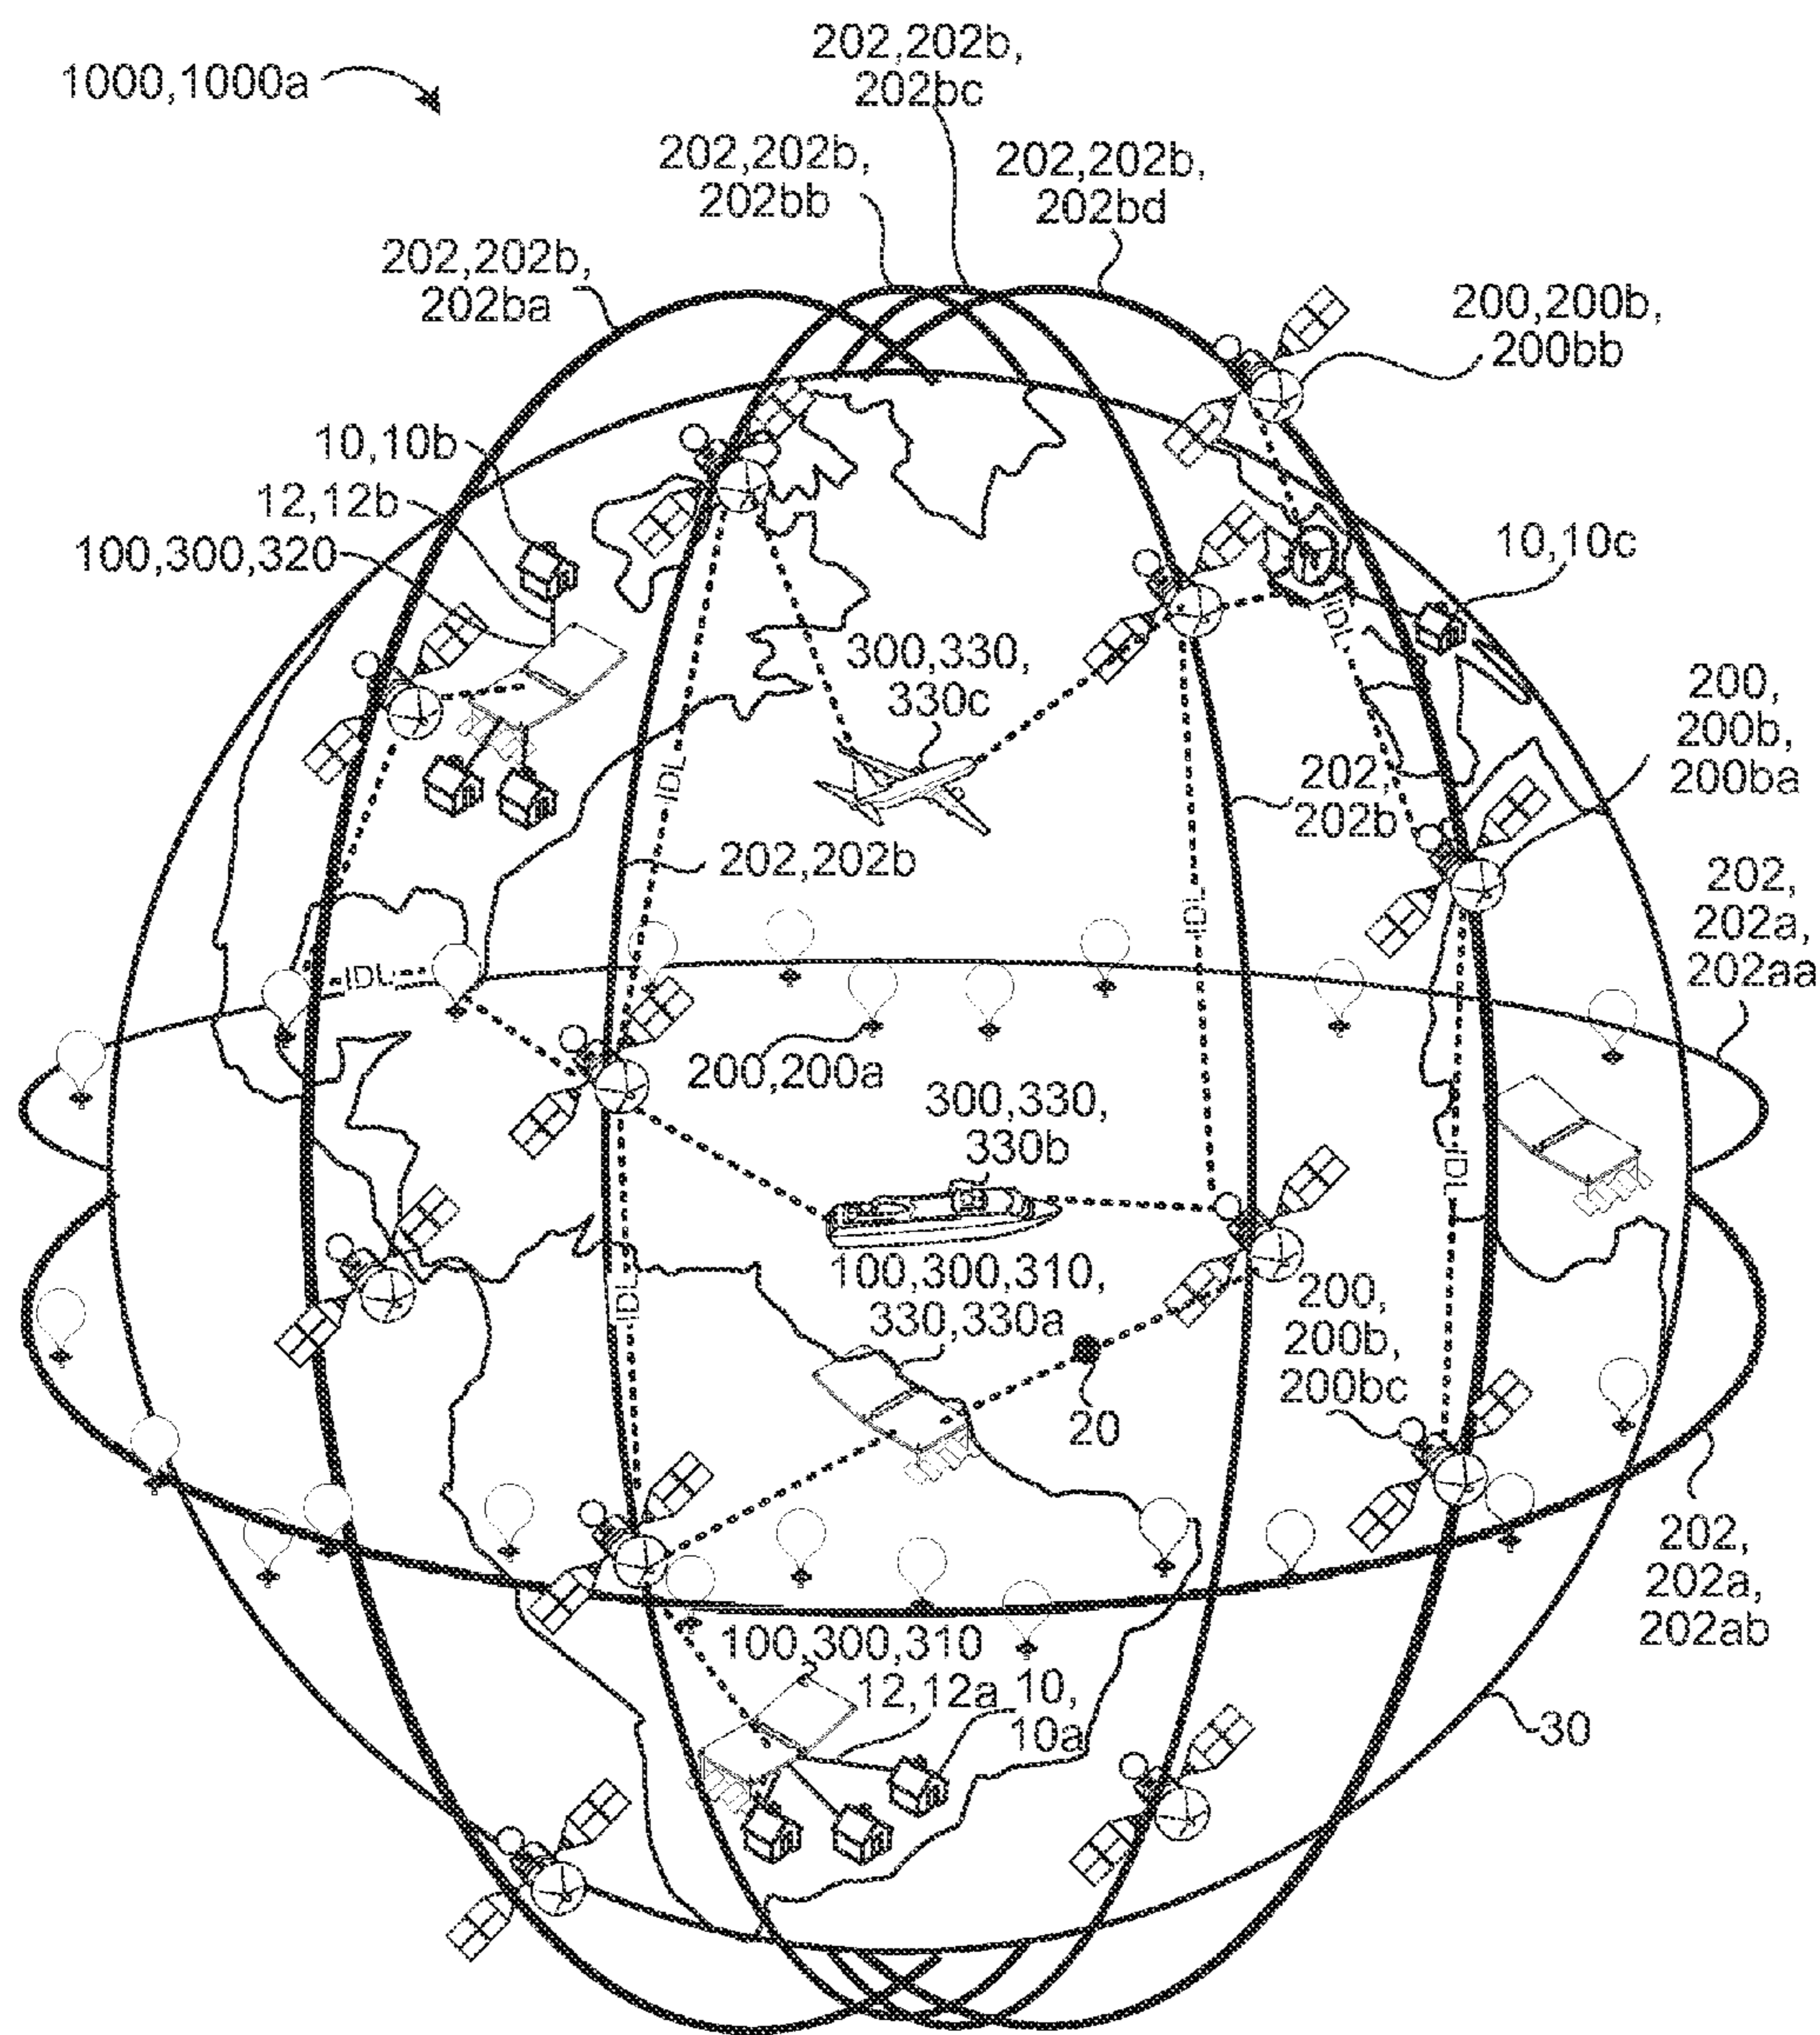 202,202b,
202bc
1000,1000a
202,202b,
202bb
202,202b,
202bd
202,202b,
202ba
200,200b,
200bb
10,10b
12,12b
100,300,320
10,10c
IDL
300,330,
330c
200,
200b,
200ba
IDL
202,
202b
202,202b
202,
202a,
202aa
IDL
IDL
200,200a
300,330,
330b
IDL
100,300,310,
330,330a
IDL
200,
200b,
200bc
20
202,
202a,
202ab
100,300,310
12,12a
10,
10a
30